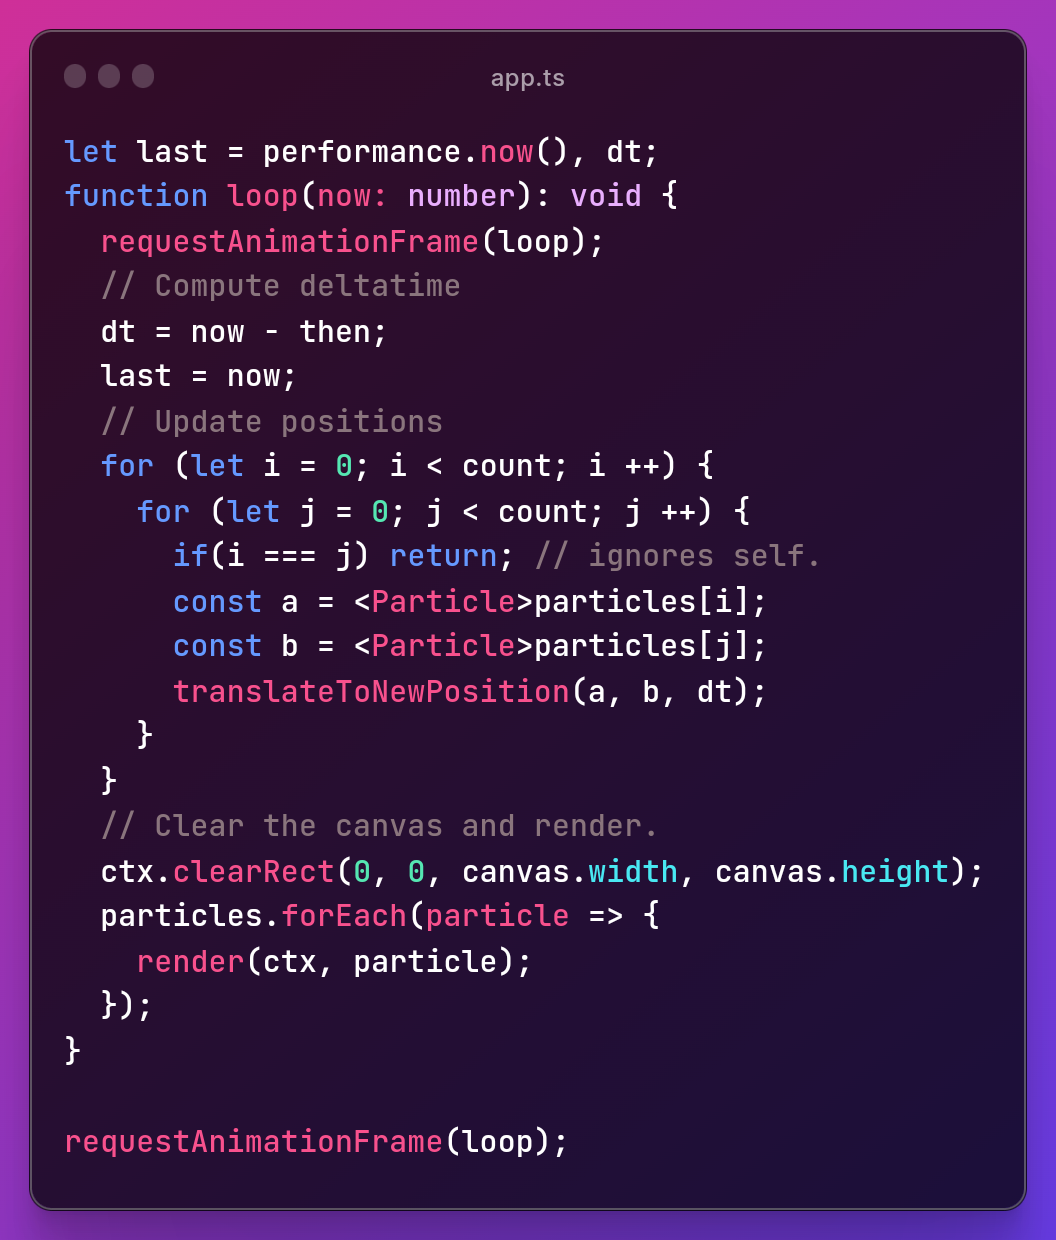 app.ts
let last = performance.now(), dt;
function loop(now: number): void {
  requestAnimationFrame(loop);
  // Compute deltatime
  dt = now - then;
  last = now;
  // Update positions
  for (let i = 0; i < count; i ++) {
    for (let j = 0; j < count; j ++) {
      if(i === j) return; // ignores self.
      const a = <Particle>particles[i];
      const b = <Particle>particles[j];
      translateToNewPosition(a, b, dt);
    }
  }
  // Clear the canvas and render.
  ctx.clearRect(0, 0, canvas.width, canvas.height);
  particles.forEach(particle => {
    render(ctx, particle);
  });
}

requestAnimationFrame(loop);